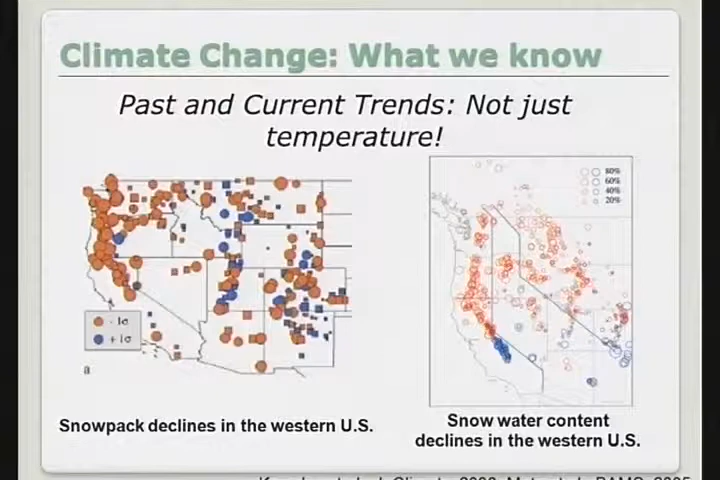 Climate Change: What we know
Past and Current Trends: Not just
temperature!
80%
60%
40%
20%
- 1σ
+ 1σ
a
Snowpack declines in the western U.S.
Snow water content
declines in the western U.S.